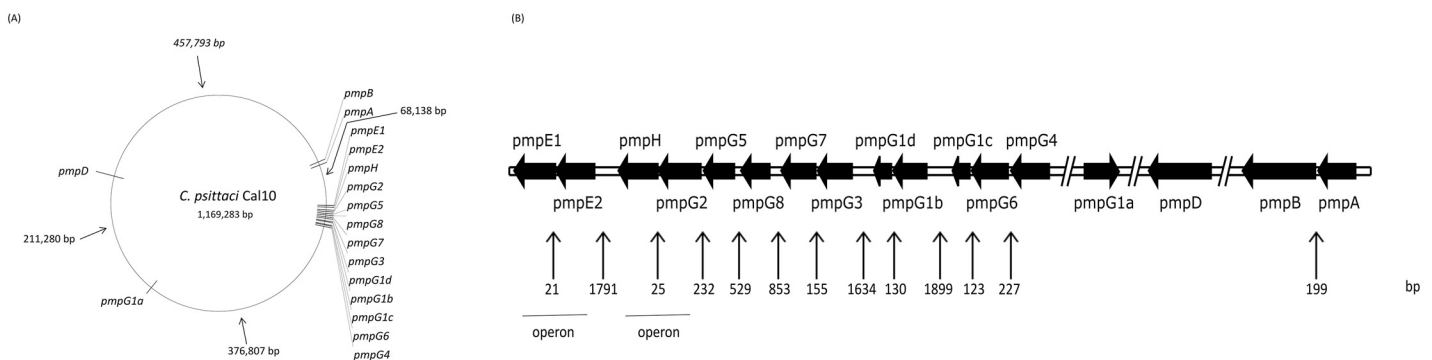 (A)
457,793 bp
pmpB
pmpA
68,138 bp
pmpE1
pmpE2
pmpH
pmpG2
pmpG5
pmpG8
pmpG7
pmpG3
pmpG1d
pmpG1b
pmpG1c
pmpG6
pmpG4
pmpD
C. psittaci Cal10
1,169,283 bp
211,280 bp
pmpG1a
376,807 bp
(B)
pmpE1 pmpH pmpG5 pmpG7 pmpG1d pmpG1c pmpG4
pmpE2 pmpG2 pmpG8 pmpG3 pmpG1b pmpG6 pmpG1a pmpD pmpB pmpA
21 1791 25 232 529 853 155 1634 130 1899 123 227 199 bp
operon operon